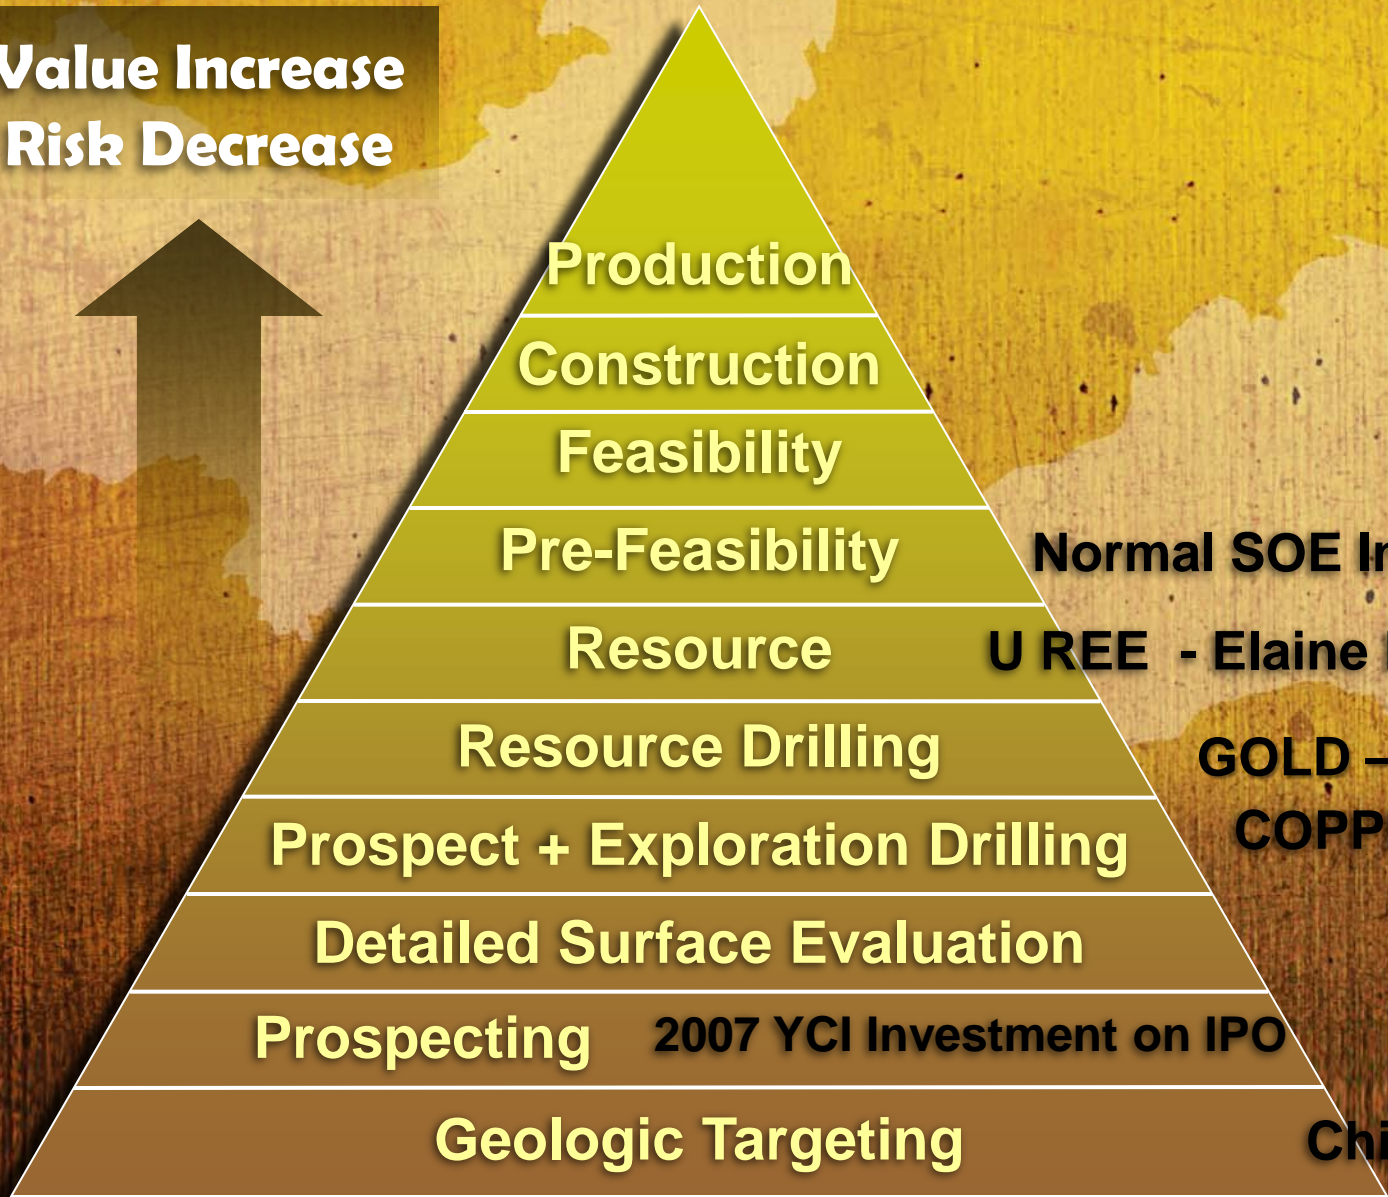 Value Increase
Risk Decrease
Production
Construction
Feasibility
Pre-Feasibility
Normal SOE
Resource
U REE - Elaine
Resource Drilling
GOLD –
Prospect + Exploration Drilling
Detailed Surface Evaluation
Prospecting 2007 YCI Investment on IPO
Geologic Targeting